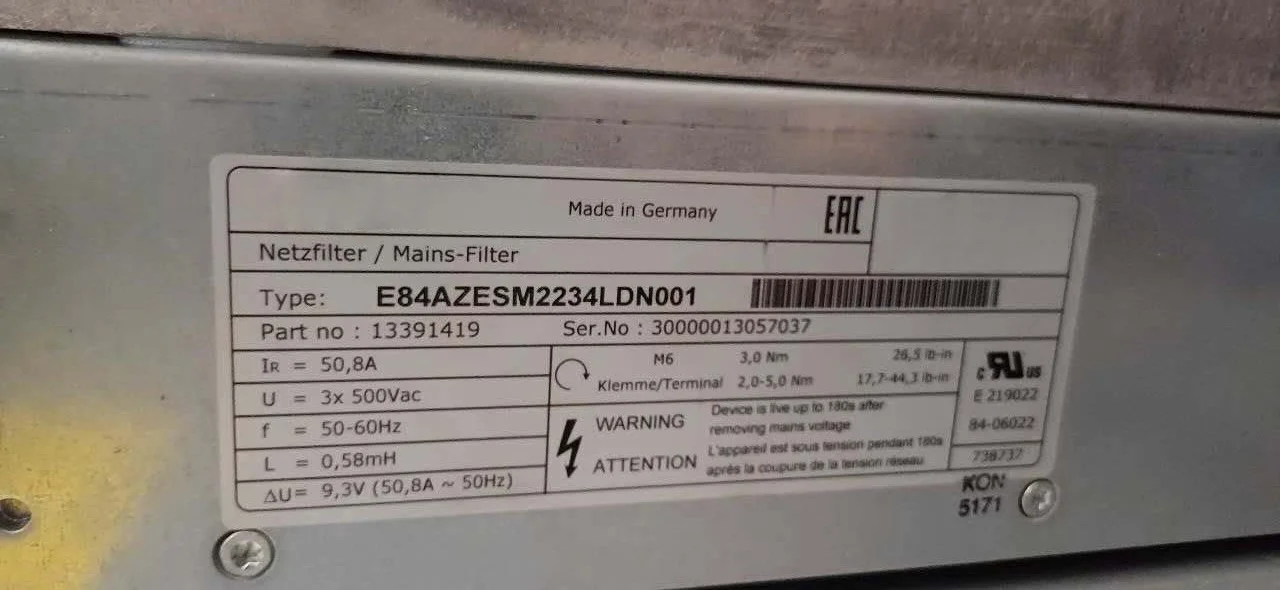 Made in Germany
EAC
Netzfilter / Mains-Filter
Type: E84AZESM2234LDN001
Part no : 13391419 Ser.No : 30000013057037
IR = 50,8A
U = 3x 500Vac
f = 50-60Hz
L = 0,58mH
ΔU= 9,3V (50,8A ~ 50Hz)
M6 3,0 Nm 26,5 lb-in
Klemme/Terminal 2,0-5,0 Nm 17,7-44,3 lb-in
WARNING
Device is live up to 180s after
removing mains voltage
ATTENTION
L'appareil est sous tension pendant 180s
après la coupure de la tension réseau
c RU us
E 219022
84-06022
738737
KON
5171